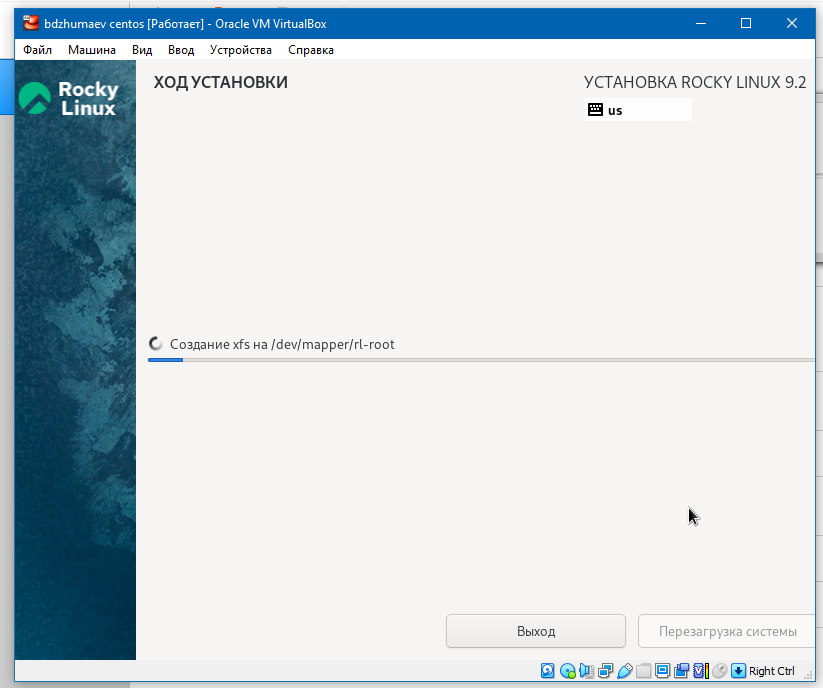 bdzhumaev centos [Работает] - Oracle VM VirtualBox
Файл Машина Вид Ввод Устройства Справка
Rocky Linux
ХОД УСТАНОВКИ
УСТАНОВКА ROCKY LINUX 9.2
us
Создание xfs на /dev/mapper/rl-root
Выход
Перезагрузка системы
Right Ctrl